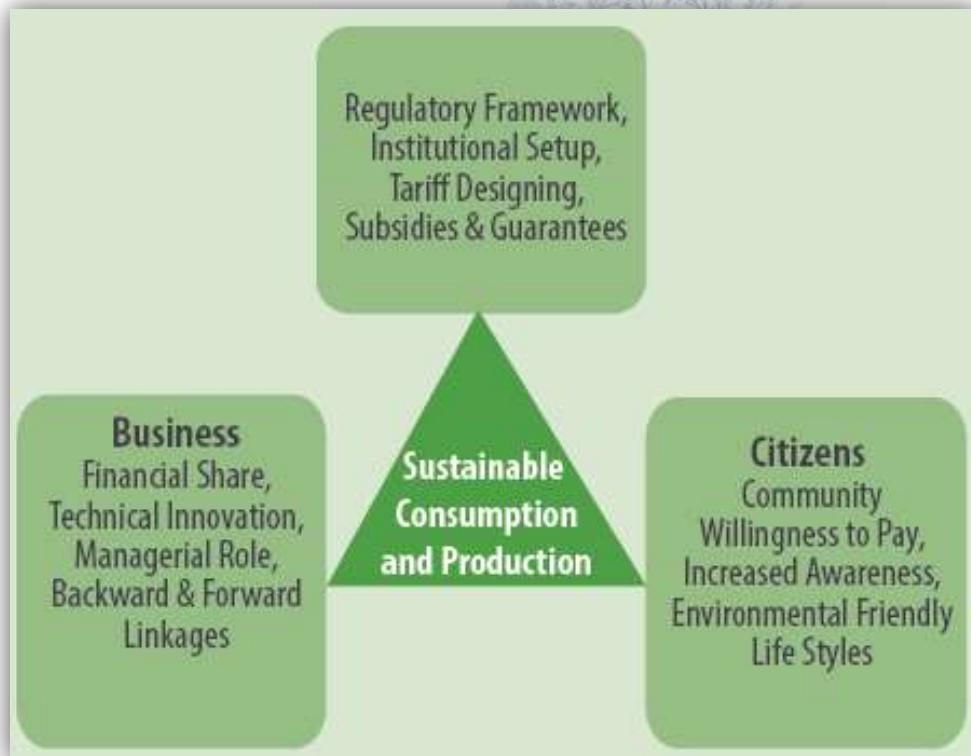 Regulatory Framework,
Institutional Setup,
Tariff Designing,
Subsidies & Guarantees
Business
Financial Share,
Technical Innovation,
Managerial Role,
Backward & Forward
Linkages
Sustainable
Consumption
and Production
Citizens
Community
Willingness to Pay,
Increased Awareness,
Environmental Friendly
Life Styles